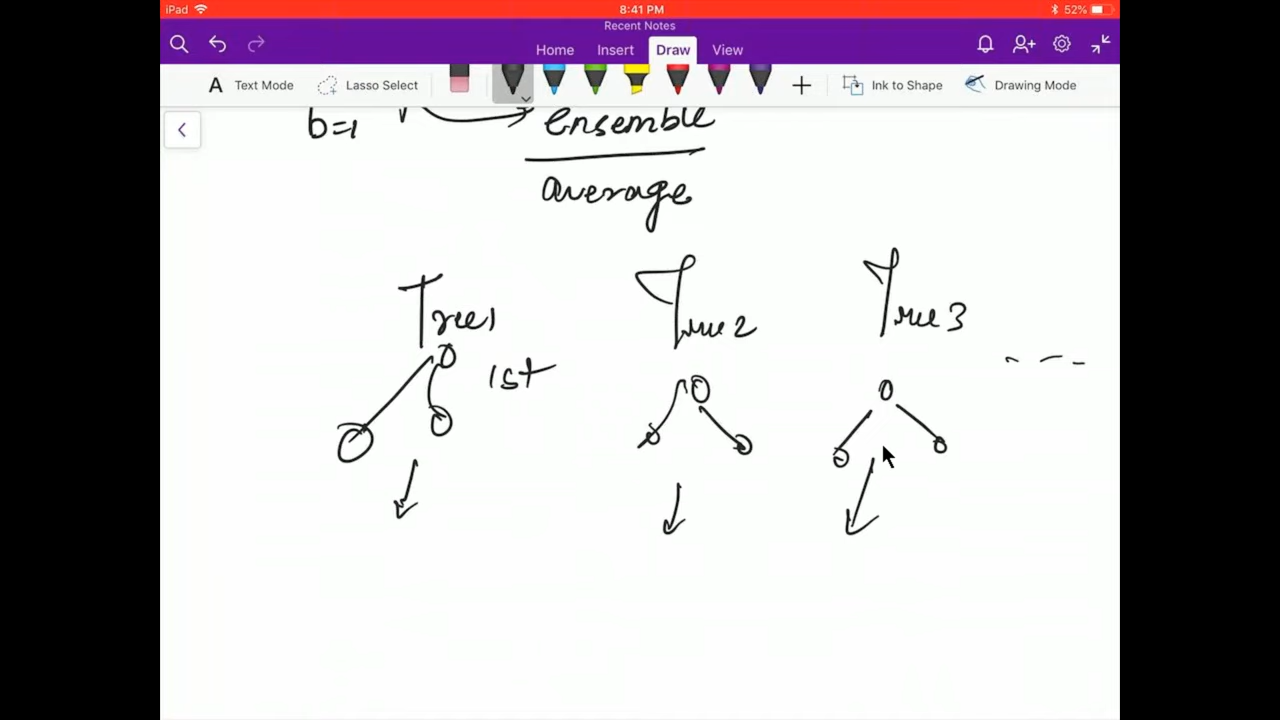 iPad 8:41 PM 52%
Recent Notes
Home Insert Draw View
A Text Mode Lasso Select Ink to Shape Drawing Mode
b=1 ensemble
average
Tree1 Tree2 Tree3
1st